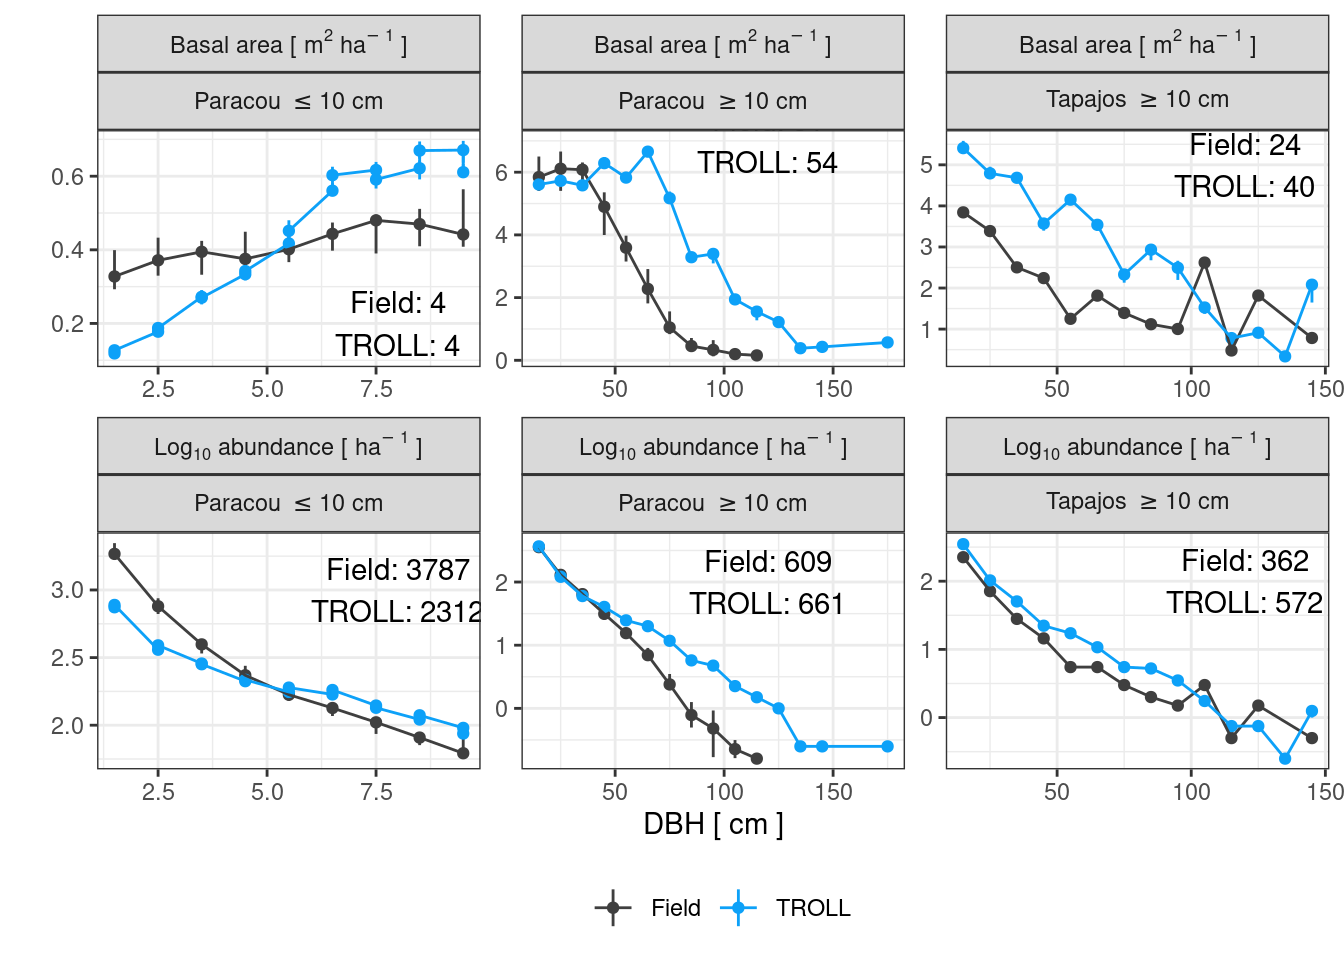 Basal area [ m² ha⁻¹ ]
Paracou ≤ 10 cm
0.6
0.4
0.2
Field: 4
TROLL: 4
2.5 5.0 7.5
Basal area [ m² ha⁻¹ ]
Paracou ≥ 10 cm
6
4
2
0
TROLL: 54
50 100 150
Basal area [ m² ha⁻¹ ]
Tapajos ≥ 10 cm
5
4
3
2
1
Field: 24
TROLL: 40
50 100 150
Log₁₀ abundance [ ha⁻¹ ]
Paracou ≤ 10 cm
3.0
2.5
2.0
Field: 3787
TROLL: 2312
2.5 5.0 7.5
Log₁₀ abundance [ ha⁻¹ ]
Paracou ≥ 10 cm
2
1
0
Field: 609
TROLL: 661
50 100 150
Log₁₀ abundance [ ha⁻¹ ]
Tapajos ≥ 10 cm
2
1
0
Field: 362
TROLL: 572
50 100 150
DBH [ cm ]
Field TROLL